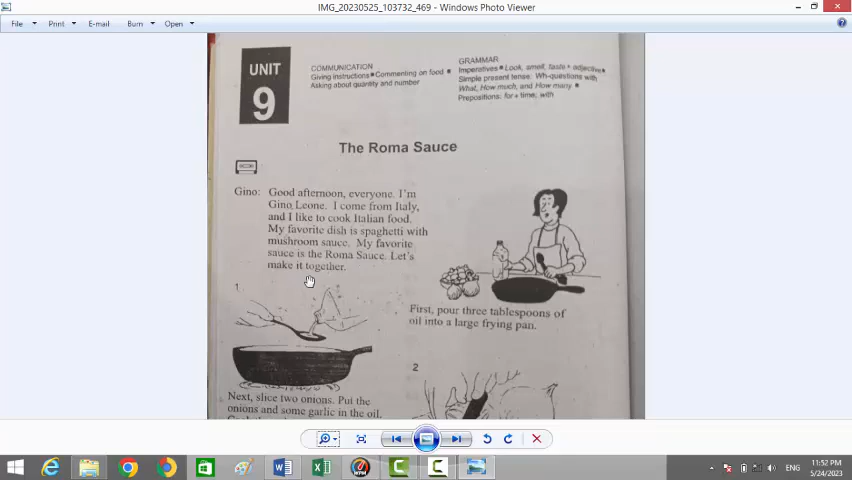 IMG_20230525_103732_469 - Windows Photo Viewer
File Print E-mail Burn Open
UNIT
9
COMMUNICATION
Giving instructions • Commenting on food •
Asking about quantity and number
GRAMMAR
Imperatives • Look, smell, taste + adjective •
Simple present tense: Wh-questions with
What, How much, and How many •
Prepositions: for + time; with
The Roma Sauce
Gino: Good afternoon, everyone. I'm
Gino Leone. I come from Italy,
and I like to cook Italian food.
My favorite dish is spaghetti with
mushroom sauce. My favorite
sauce is the Roma Sauce. Let's
make it together.
1
First, pour three tablespoons of
oil into a large frying pan.
Next, slice two onions. Put the
onions and some garlic in the oil.
2
ENG
11:52 PM
5/24/2023